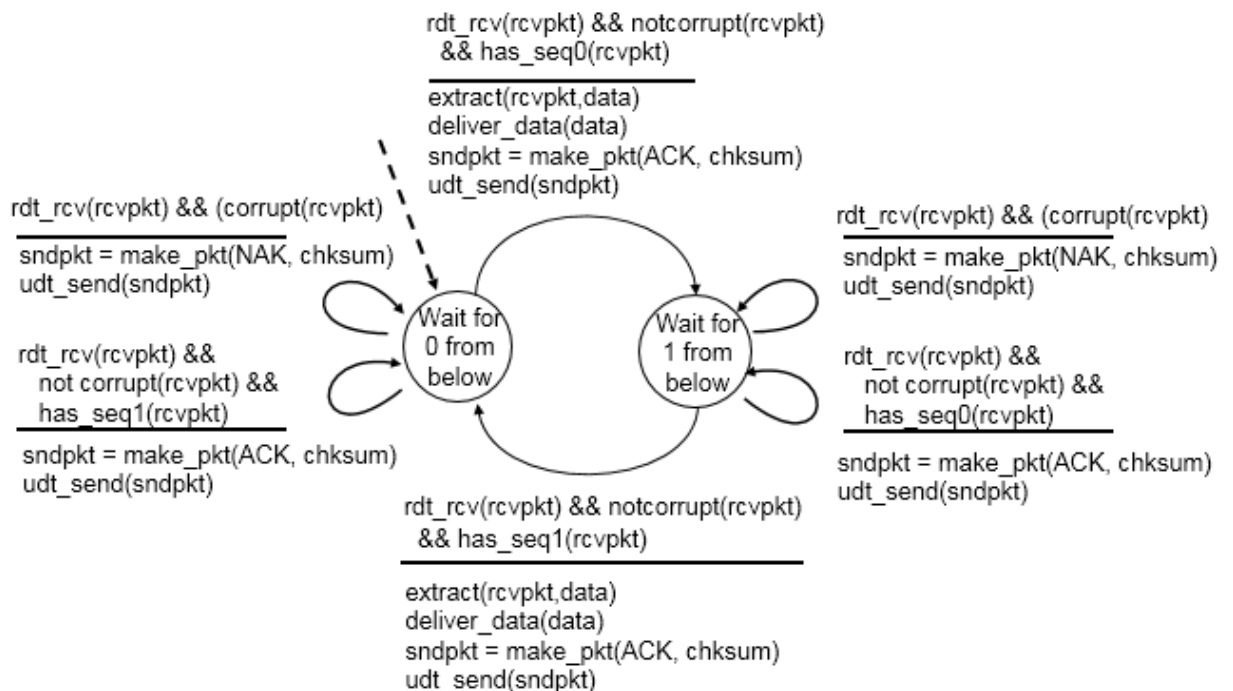 rdt_rcv(rcvpkt) && notcorrupt(rcvpkt)
&& has_seq0(rcvpkt)
extract(rcvpkt,data)
deliver_data(data)
sndpkt = make_pkt(ACK, chksum)
udt_send(sndpkt)
rdt_rcv(rcvpkt) && (corrupt(rcvpkt)
sndpkt = make_pkt(NAK, chksum)
udt_send(sndpkt)
rdt_rcv(rcvpkt) &&
not corrupt(rcvpkt) &&
has_seq1(rcvpkt)
sndpkt = make_pkt(ACK, chksum)
udt_send(sndpkt)
Wait for
0 from
below
Wait for
1 from
below
rdt_rcv(rcvpkt) && (corrupt(rcvpkt)
sndpkt = make_pkt(NAK, chksum)
udt_send(sndpkt)
rdt_rcv(rcvpkt) &&
not corrupt(rcvpkt) &&
has_seq0(rcvpkt)
sndpkt = make_pkt(ACK, chksum)
udt_send(sndpkt)
rdt_rcv(rcvpkt) && notcorrupt(rcvpkt)
&& has_seq1(rcvpkt)
extract(rcvpkt,data)
deliver_data(data)
sndpkt = make_pkt(ACK, chksum)
udt_send(sndpkt)